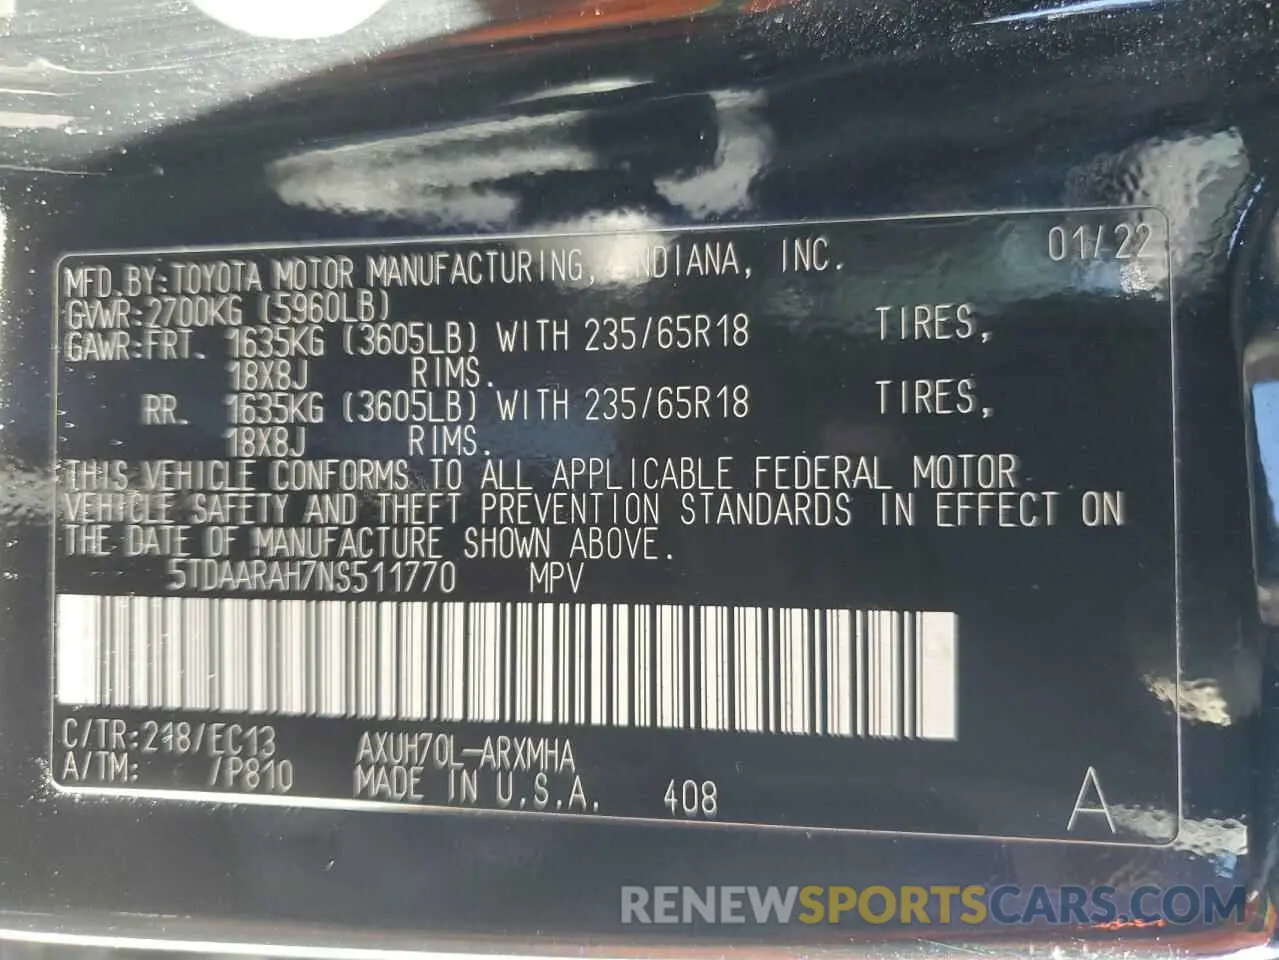 MFD.BY:TOYOTA MOTOR MANUFACTURING, INDIANA, INC. 01/22
GVWR:2700KG (5960LB)
GAWR:FRT. 1635KG (3605LB) WITH 235/65R18 TIRES,
18X8J RIMS.
RR. 1635KG (3605LB) WITH 235/65R18 TIRES,
18X8J RIMS.
THIS VEHICLE CONFORMS TO ALL APPLICABLE FEDERAL MOTOR
VEHICLE SAFETY AND THEFT PREVENTION STANDARDS IN EFFECT ON
THE DATE OF MANUFACTURE SHOWN ABOVE.
5TDAARAH7NS511770 MPV
C/TR:218/EC13 AXUH70L-ARXMHA
A/TM: /P810 MADE IN U.S.A. 408 A
RENEWSPORTSCARS.COM